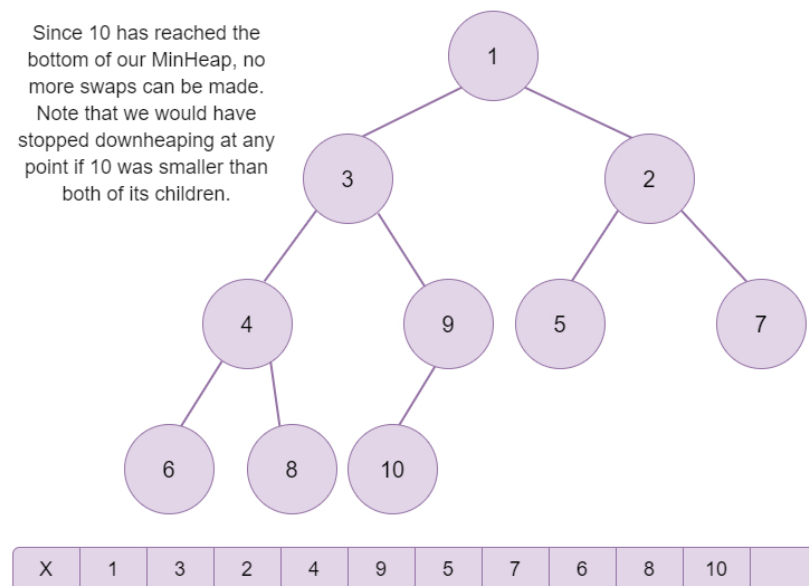 Since 10 has reached the
bottom of our MinHeap, no
more swaps can be made.
Note that we would have
stopped downheaping at any
point if 10 was smaller than
both of its children.
1
3 2
4 9 5 7
6 8 10
X 1 3 2 4 9 5 7 6 8 10